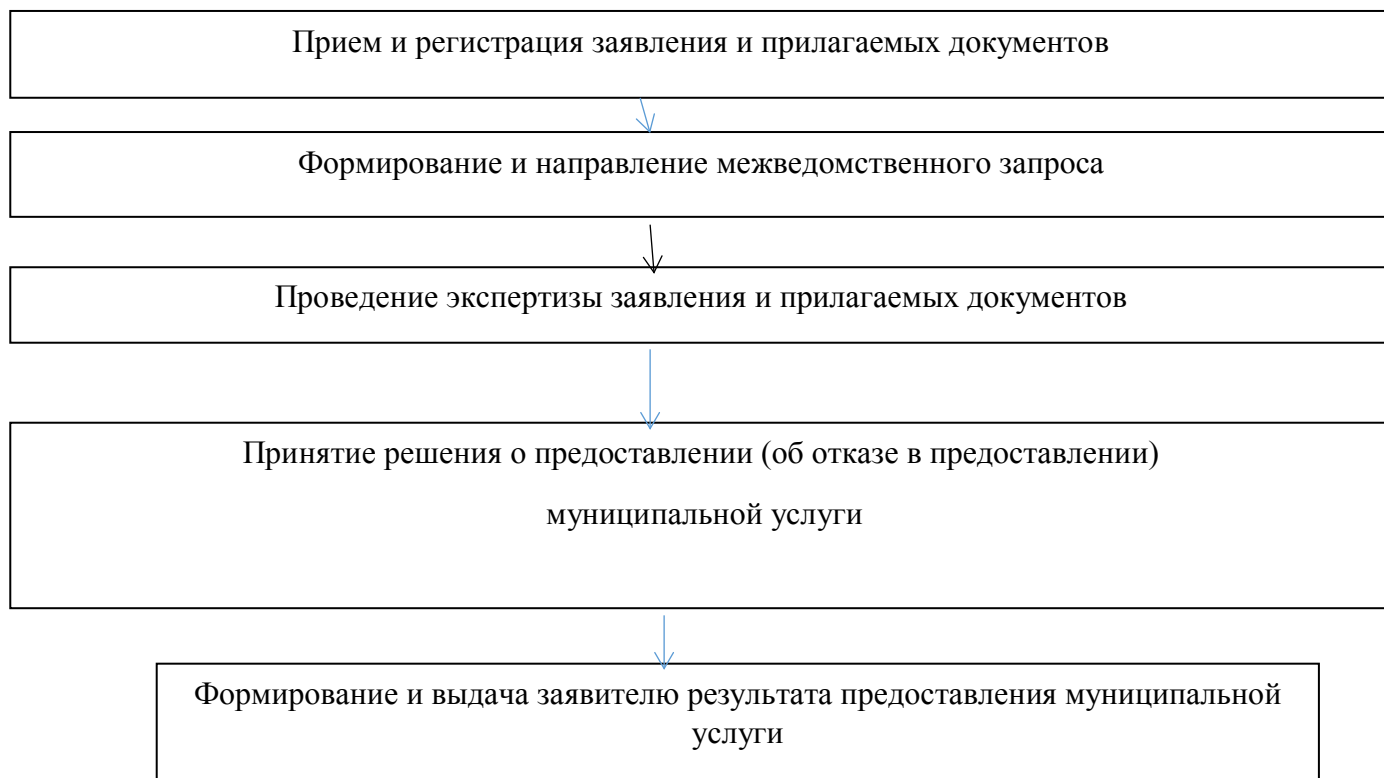 Прием и регистрация заявления и прилагаемых документов
Формирование и направление межведомственного запроса
Проведение экспертизы заявления и прилагаемых документов
Принятие решения о предоставлении (об отказе в предоставлении)
муниципальной услуги
Формирование и выдача заявителю результата предоставления муниципальной
услуги